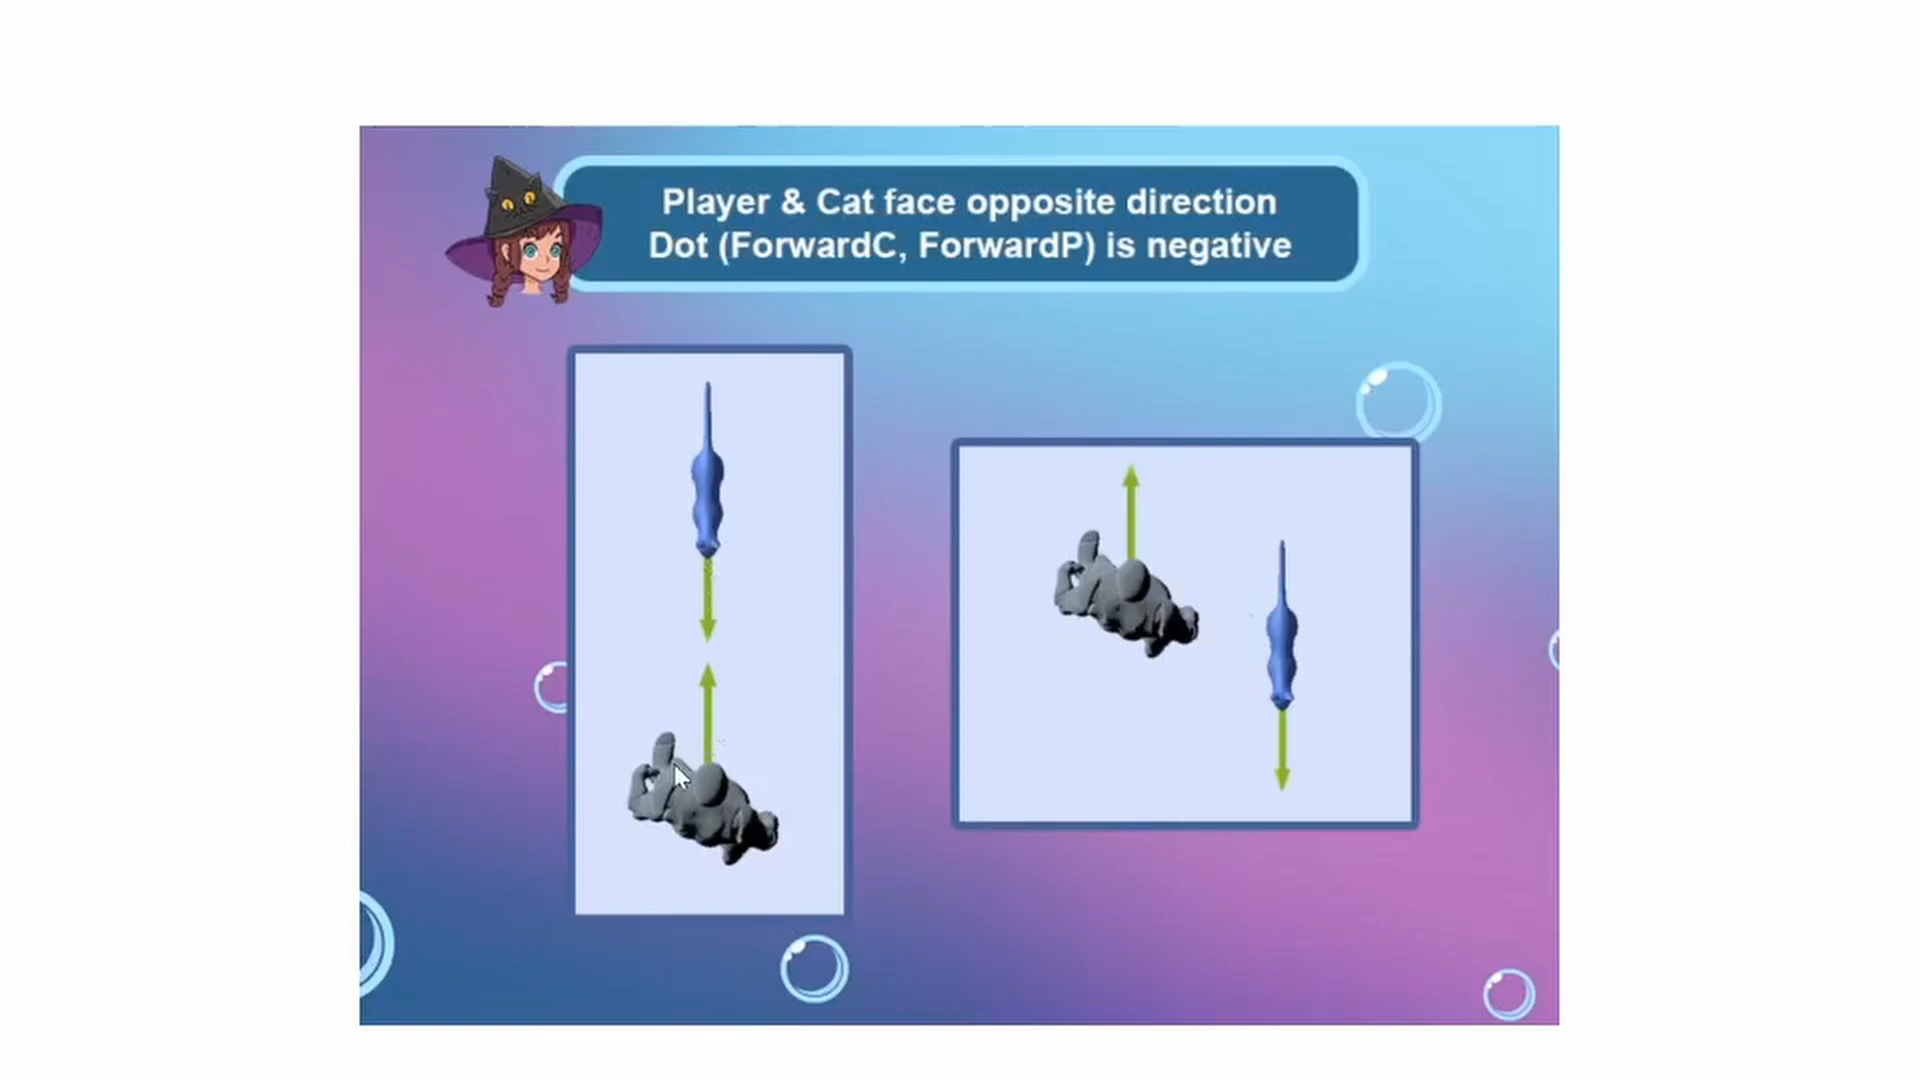 Player & Cat face opposite direction
Dot (ForwardC, ForwardP) is negative